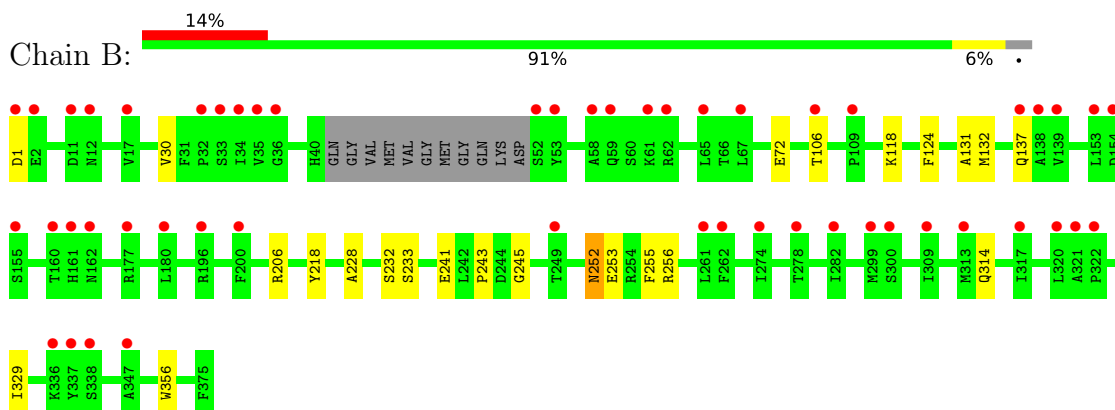 14%
Chain B:
91% 6% •
D1 E2 D11 N12 V17 V30 F31 P32 S33 I34 V35 G36 H40 GLN GLY VAL MET VAL GLY MET GLY GLN LYS ASP S52 Y53 A58 Q59 S60 K61 R62 L65 T66 L67 E72 T106 P109 K118 F124 A131 M132 Q137 A138 V139 L153 D154
S155 T160 H161 N162 R177 L180 R196 F200 R206 Y218 A228 S232 S233 E241 L242 P243 D244 G245 T249 N252 E253 R254 F255 R256 L261 F262 I274 T278 I282 M299 S300 I309 M313 Q314 I317 L320 A321 P322
I329 K336 Y337 S338 A347 W356 F375